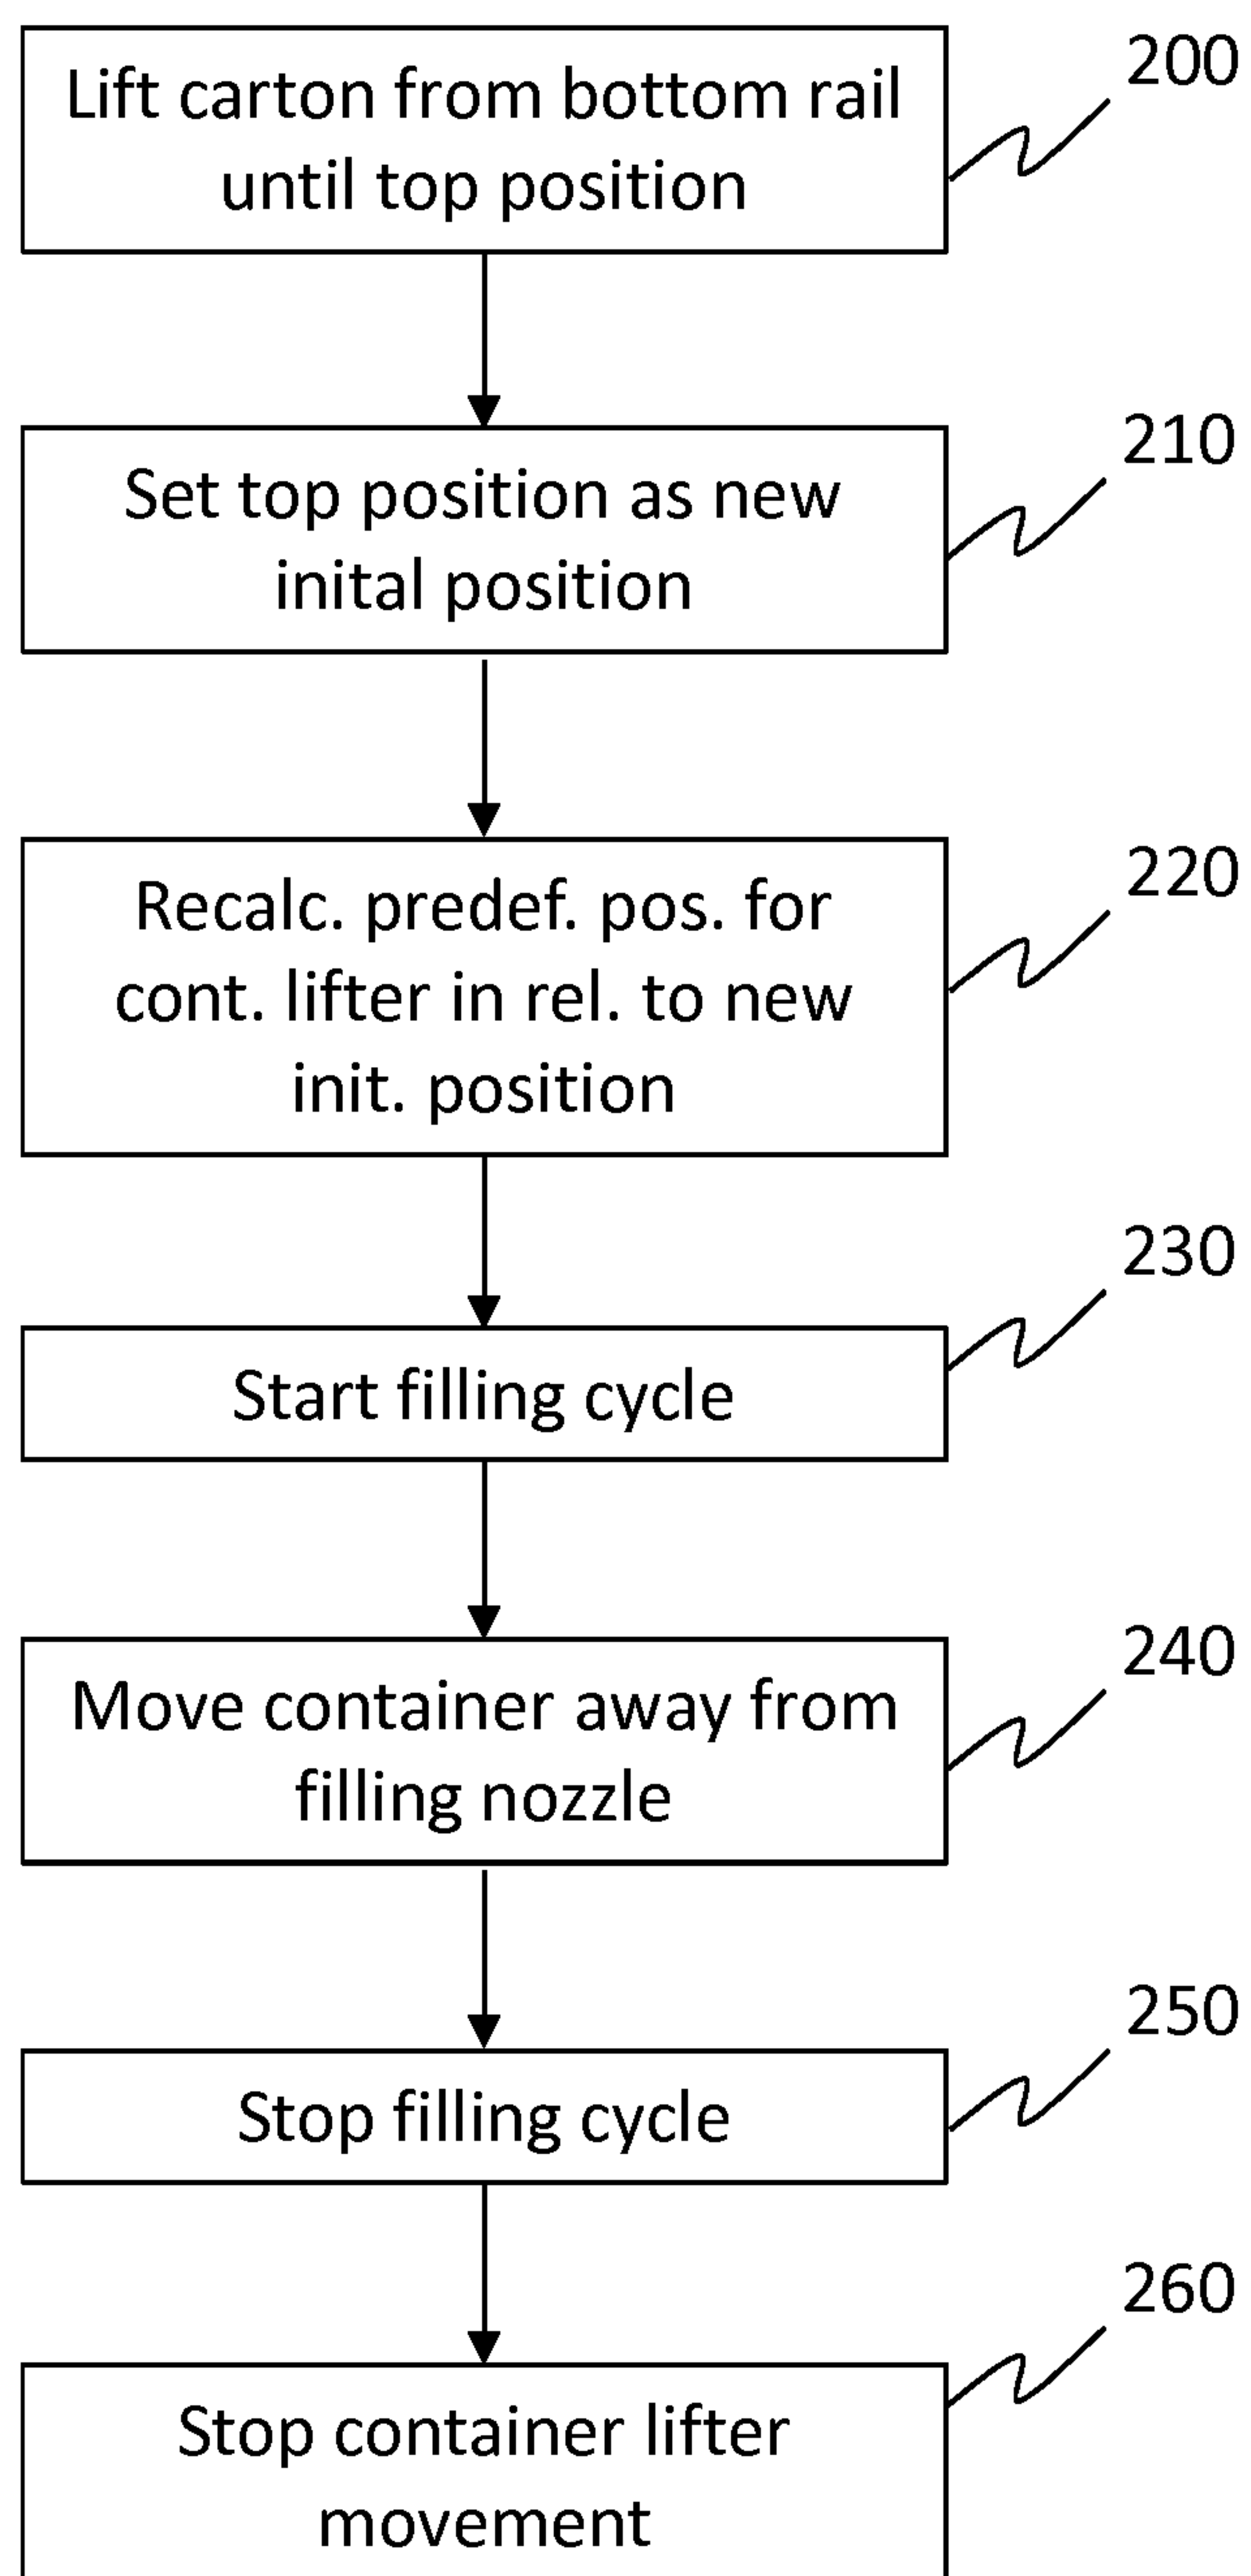 Lift carton from bottom rail
until top position
200
Set top position as new
inital position
210
Recalc. predef. pos. for
cont. lifter in rel. to new
init. position
220
Start filling cycle
230
Move container away from
filling nozzle
240
Stop filling cycle
250
Stop container lifter
movement
260